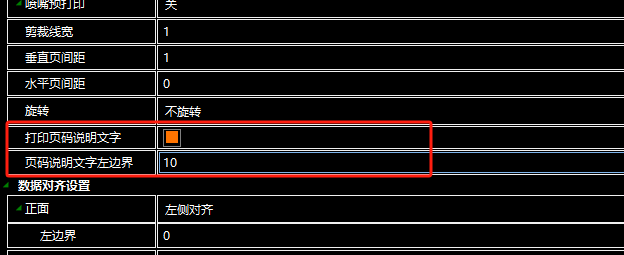 喷嘴预打印 关
剪裁线宽 1
垂直页间距 1
水平页间距 0
旋转 不旋转
打印页码说明文字
页码说明文字左边界 10
数据对齐设置
正面 左侧对齐
左边界 0